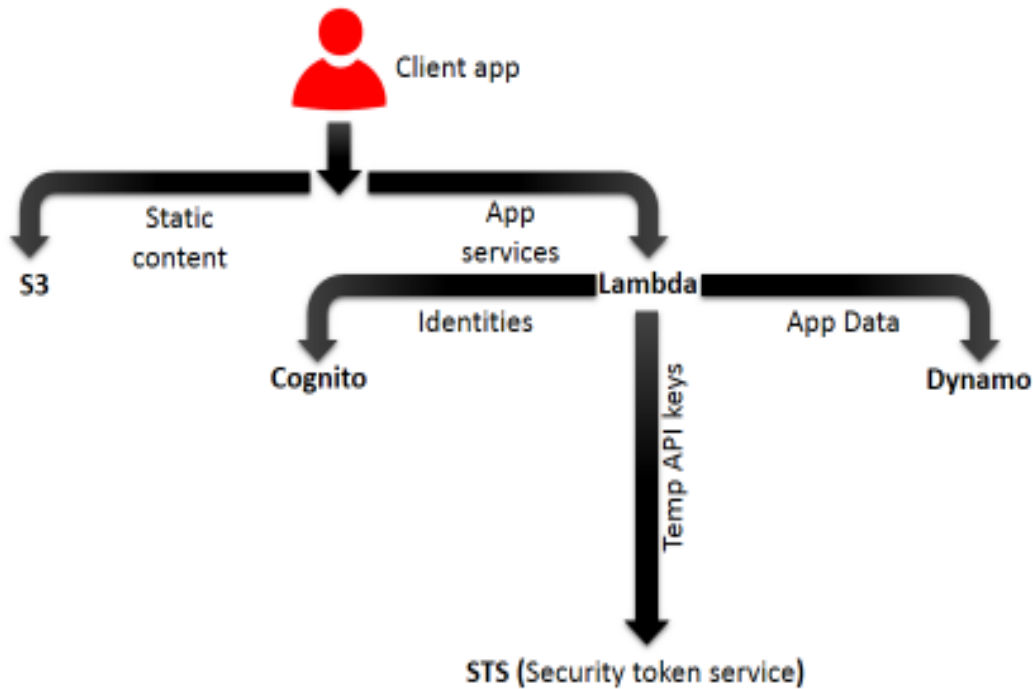 Client app
Static
content
App
services
S3
Lambda
Identities
App Data
Cognito
Dynamo
Temp API keys
STS (Security token service)